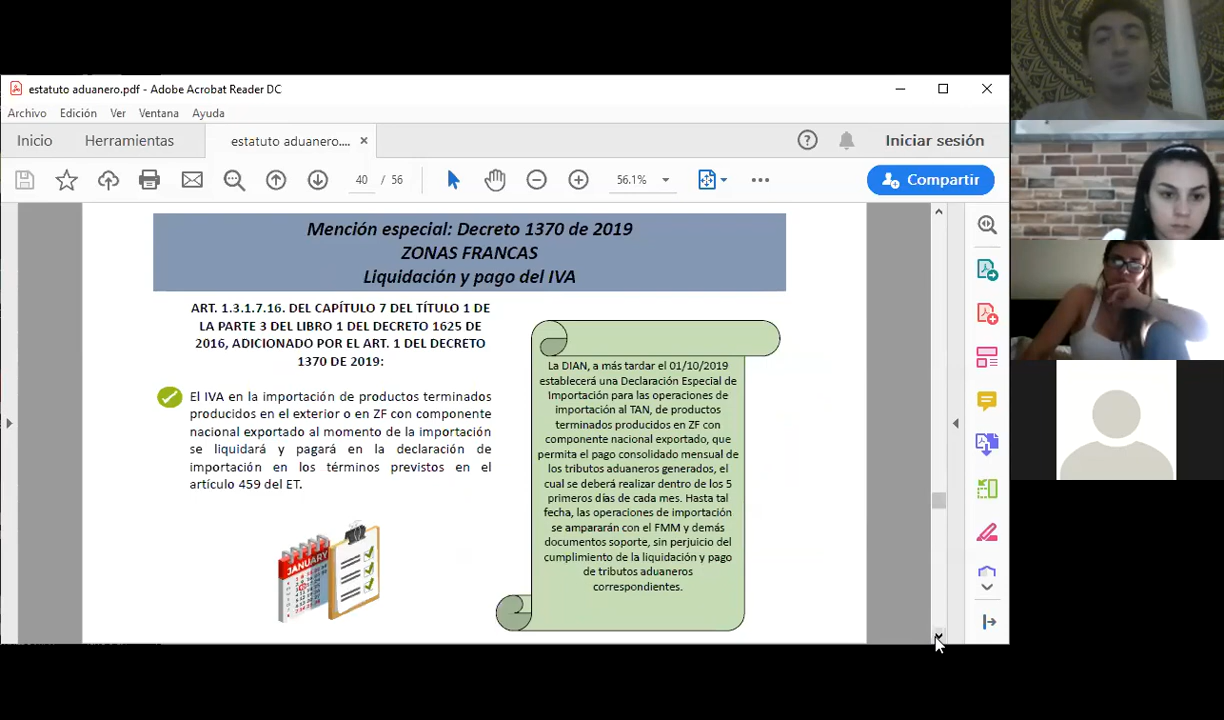 estatuto aduanero.pdf - Adobe Acrobat Reader DC
Archivo Edición Ver Ventana Ayuda
Inicio Herramientas estatuto aduanero.... Iniciar sesión
40 / 56 56.1% Compartir
Mención especial: Decreto 1370 de 2019
ZONAS FRANCAS
Liquidación y pago del IVA
ART. 1.3.1.7.16. DEL CAPÍTULO 7 DEL TÍTULO 1 DE
LA PARTE 3 DEL LIBRO 1 DEL DECRETO 1625 DE
2016, ADICIONADO POR EL ART. 1 DEL DECRETO
1370 DE 2019:
El IVA en la importación de productos terminados
producidos en el exterior o en ZF con componente
nacional exportado al momento de la importación
se liquidará y pagará en la declaración de
importación en los términos previstos en el
artículo 459 del ET.
JANUARY
La DIAN, a más tardar el 01/10/2019
establecerá una Declaración Especial de
Importación para las operaciones de
importación al TAN, de productos
terminados producidos en ZF con
componente nacional exportado, que
permita el pago consolidado mensual de
los tributos aduaneros generados, el
cual se deberá realizar dentro de los 5
primeros días de cada mes. Hasta tal
fecha, las operaciones de importación
se ampararán con el FMM y demás
documentos soporte, sin perjuicio del
cumplimiento de la liquidación y pago
de tributos aduaneros
correspondientes.